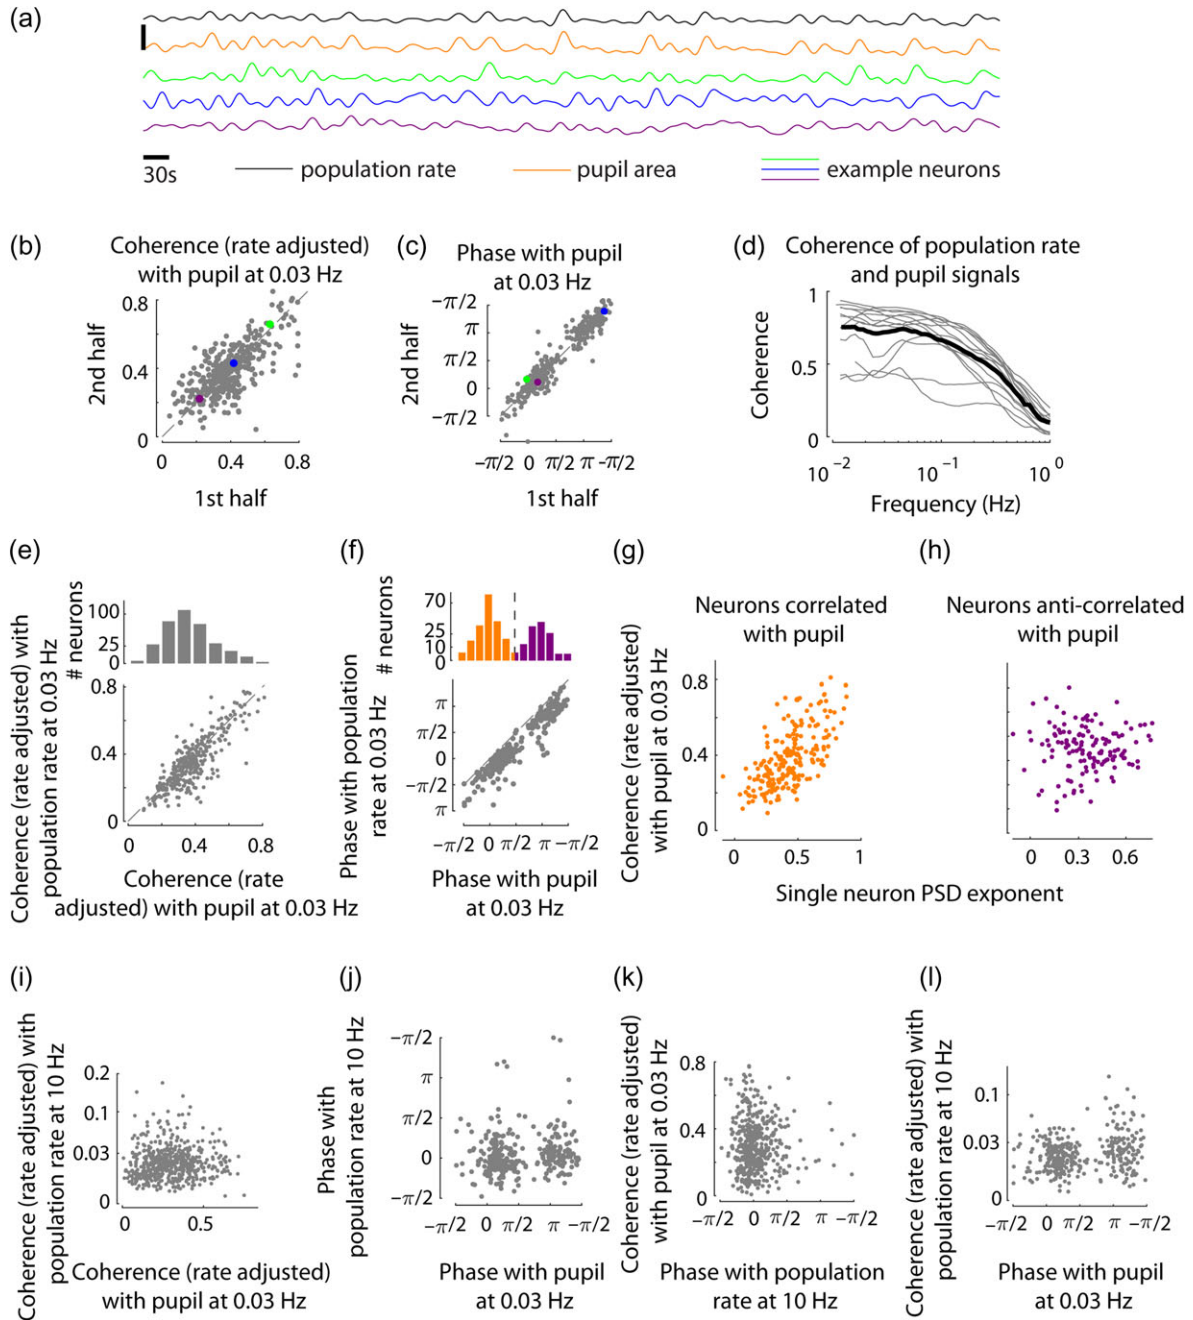 (a)
30s
population rate
pupil area
example neurons
(b)
Coherence (rate adjusted)
with pupil at 0.03 Hz
2nd half
0.8
0.4
0
0
0.4
0.8
1st half
(c)
Phase with pupil
at 0.03 Hz
2nd half
−π/2
π
π/2
0
−π/2
−π/2
0
π/2
π
−π/2
1st half
(d)
Coherence of population rate
and pupil signals
Coherence
1
0.5
0
10⁻²
10⁻¹
10⁰
Frequency (Hz)
(e)
Coherence (rate adjusted) with
population rate at 0.03 Hz
# neurons
100
25
0
0.8
0.4
0
0
0.4
0.8
Coherence (rate
adjusted) with pupil at 0.03 Hz
(f)
Phase with population
rate at 0.03 Hz
# neurons
70
25
10
0
π
π/2
0
−π/2
π
−π/2
0
π/2
π
−π/2
Phase with pupil
at 0.03 Hz
(g)
Neurons correlated
with pupil
Coherence (rate adjusted)
with pupil at 0.03 Hz
0.8
0.4
0
0
0.5
1
(h)
Neurons anti-correlated
with pupil
0
0.3
0.6
Single neuron PSD exponent
(i)
Coherence (rate adjusted) with
population rate at 10 Hz
0.2
0.1
0.03
0
0
0.5
Coherence (rate adjusted)
with pupil at 0.03 Hz
(j)
Phase with
population rate at 10 Hz
−π/2
π
π/2
0
−π/2
−π/2
0
π/2
π
−π/2
Phase with pupil
at 0.03 Hz
(k)
Coherence (rate adjusted)
with pupil at 0.03 Hz
0.8
0.4
0
−π/2
0
π/2
π
−π/2
Phase with population
rate at 10 Hz
(l)
Coherence (rate adjusted) with
population rate at 10 Hz
0.1
0.03
0
−π/2
0
π/2
π
−π/2
Phase with pupil
at 0.03 Hz